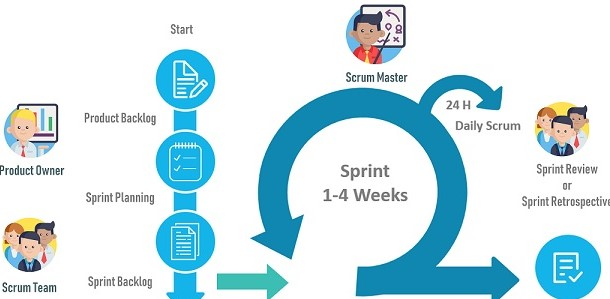 Start
Scrum Master
24 H
Daily Scrum
Product Backlog
Product Owner
Sprint
1-4 Weeks
Sprint Review
or
Sprint Retrospective
Sprint Planning
Scrum Team
Sprint Backlog